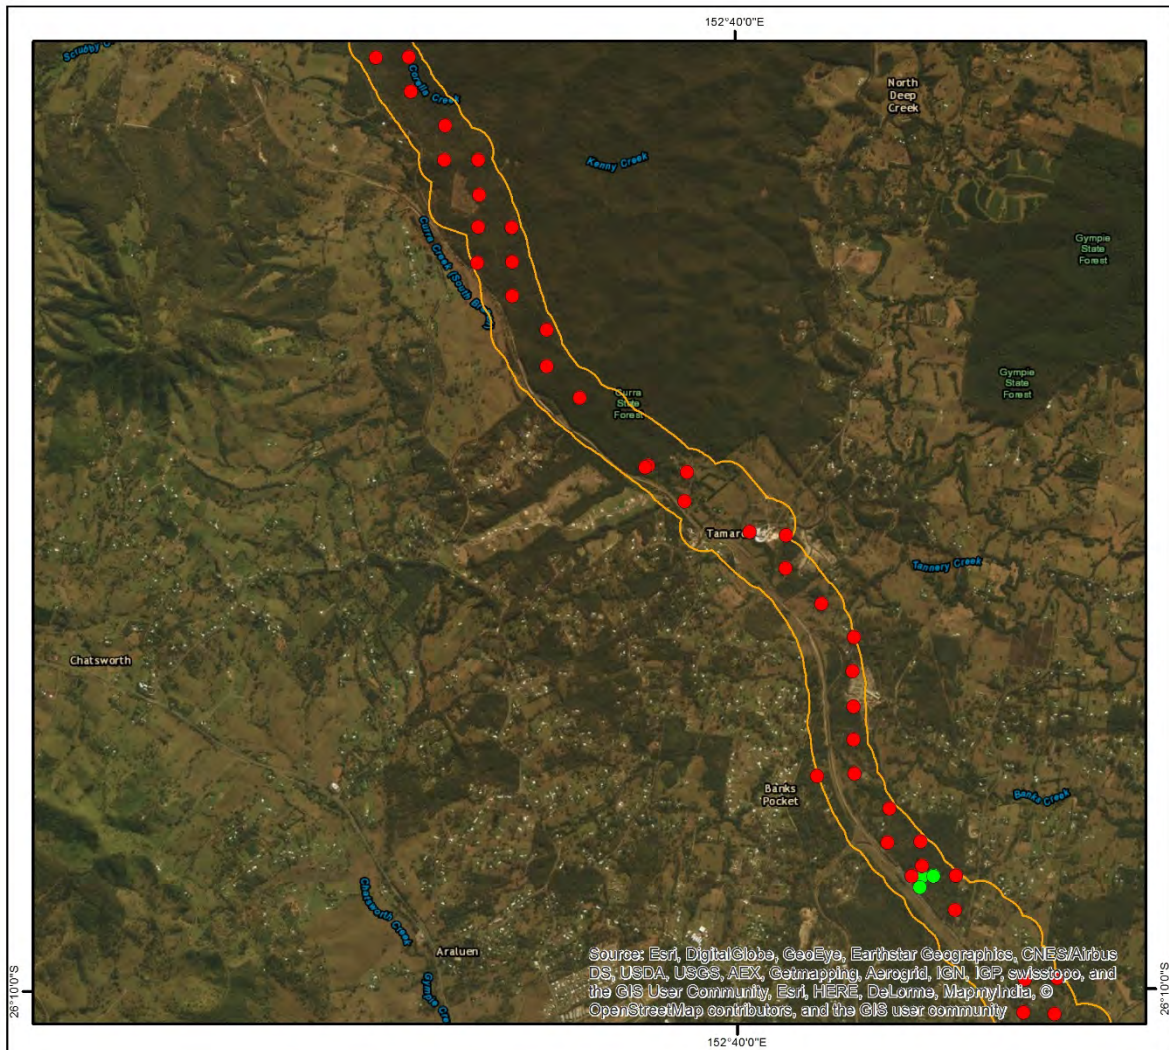 152°40'0"E
Corella Creek
North
Deep
Creek
Kenny Creek
Curra Creek (South Branch)
Gympie
State
Forest
Gympie
State
Forest
Curra
State
Forest
Tannery Creek
Chatsworth
Banks
Pocket
Banks Creek
Chatsworth Creek
Araluen
Source: Esri, DigitalGlobe, GeoEye, Earthstar Geographics, CNES/Airbus
DS, USDA, USGS, AEX, Getmapping, Aerogrid, IGN, IGP, swisstopo, and
the GIS User Community, Esri, HERE, DeLorme, MapmyIndia, ©
OpenStreetMap contributors, and the GIS user community
26°10'0"S
26°10'0"S
152°40'0"E